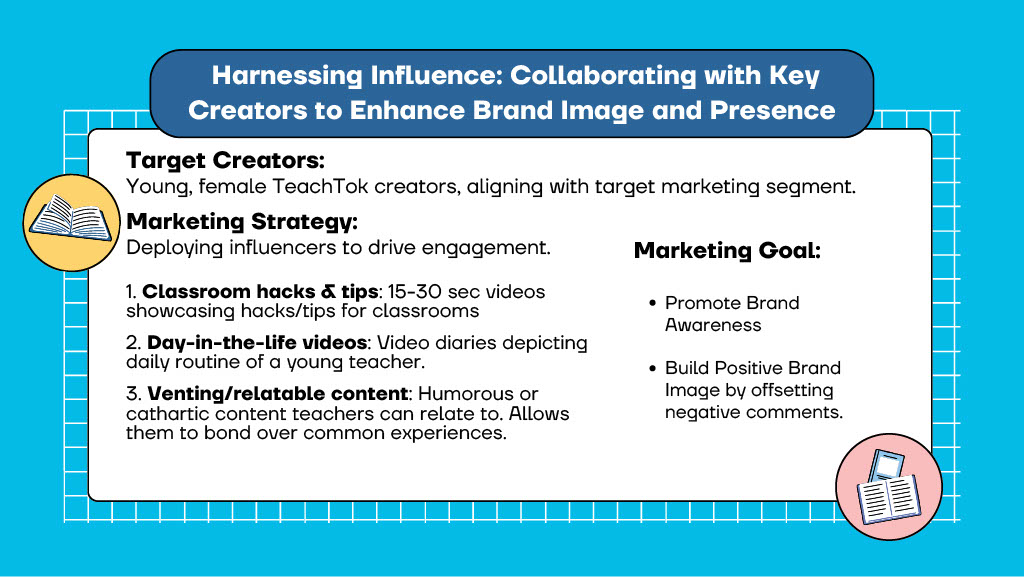 Harnessing Influence: Collaborating with Key
Creators to Enhance Brand Image and Presence
Target Creators:
Young, female TeachTok creators, aligning with target marketing segment.
Marketing Strategy:
Deploying influencers to drive engagement.
1. Classroom hacks & tips: 15-30 sec videos
showcasing hacks/tips for classrooms
2. Day-in-the-life videos: Video diaries depicting
daily routine of a young teacher.
3. Venting/relatable content: Humorous or
cathartic content teachers can relate to. Allows
them to bond over common experiences.
Marketing Goal:
• Promote Brand
Awareness
• Build Positive Brand
Image by offsetting
negative comments.